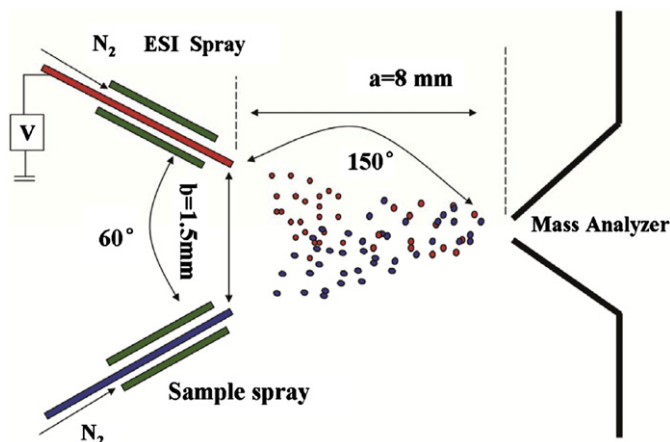 N2 ESI Spray
a=8 mm
V
150°
b=1.5mm
60°
Mass Analyzer
Sample spray
N2